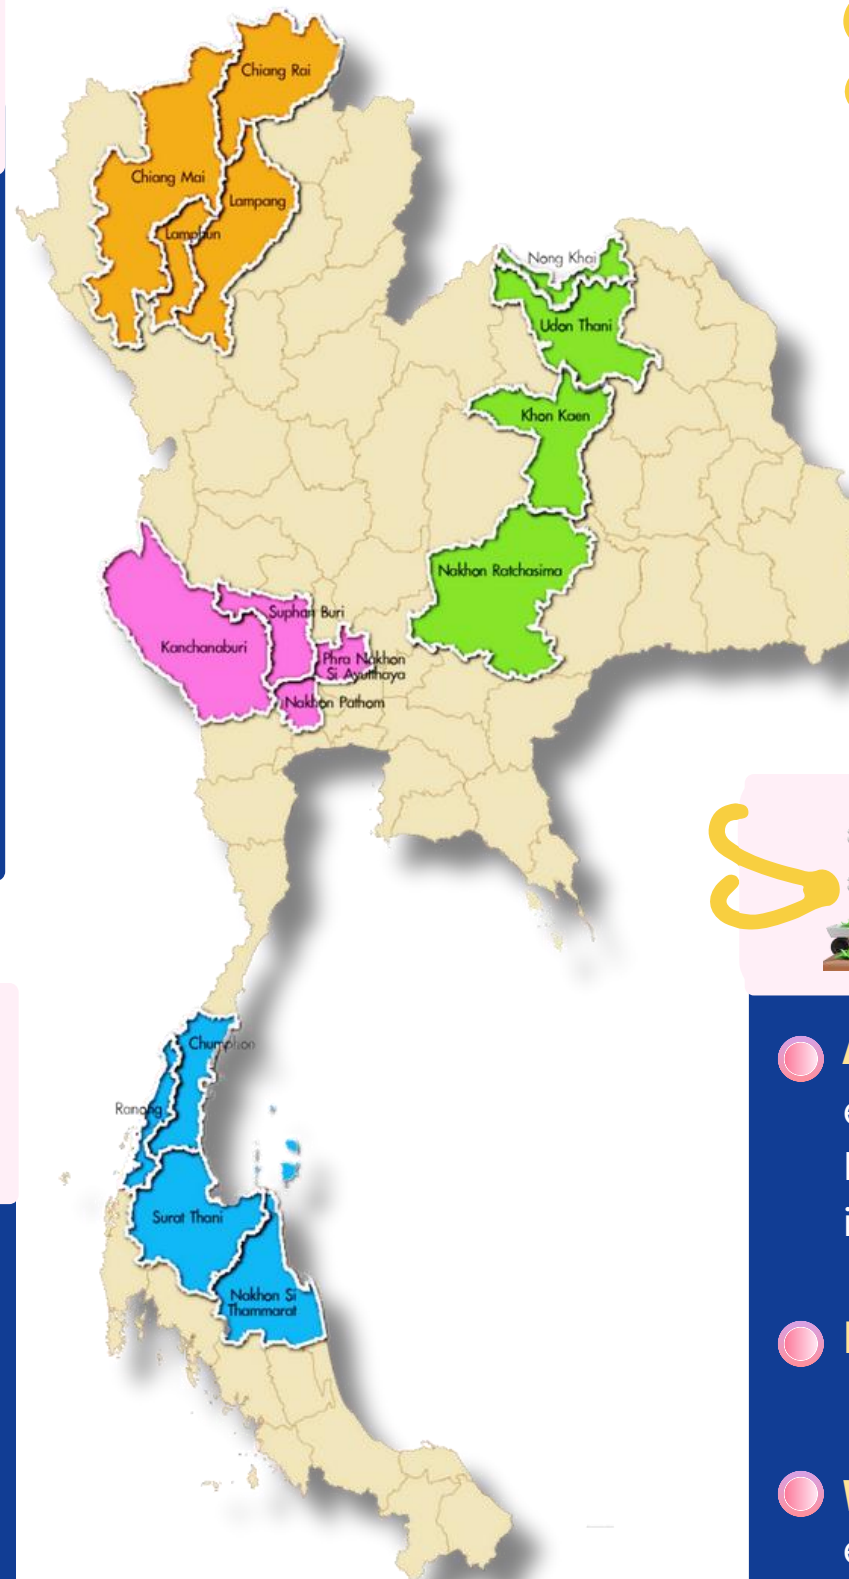 Chiang Rai
Chiang Mai
Lampang
Lamphun
Nong Khai
Udon Thani
Khon Kaen
Nakhon Ratchasima
Suphan Buri
Kanchanaburi
Phra Nakhon
Si Ayutthaya
Nakhon Pathom
Chumphon
Ranong
Surat Thani
Nakhon Si
Thammarat